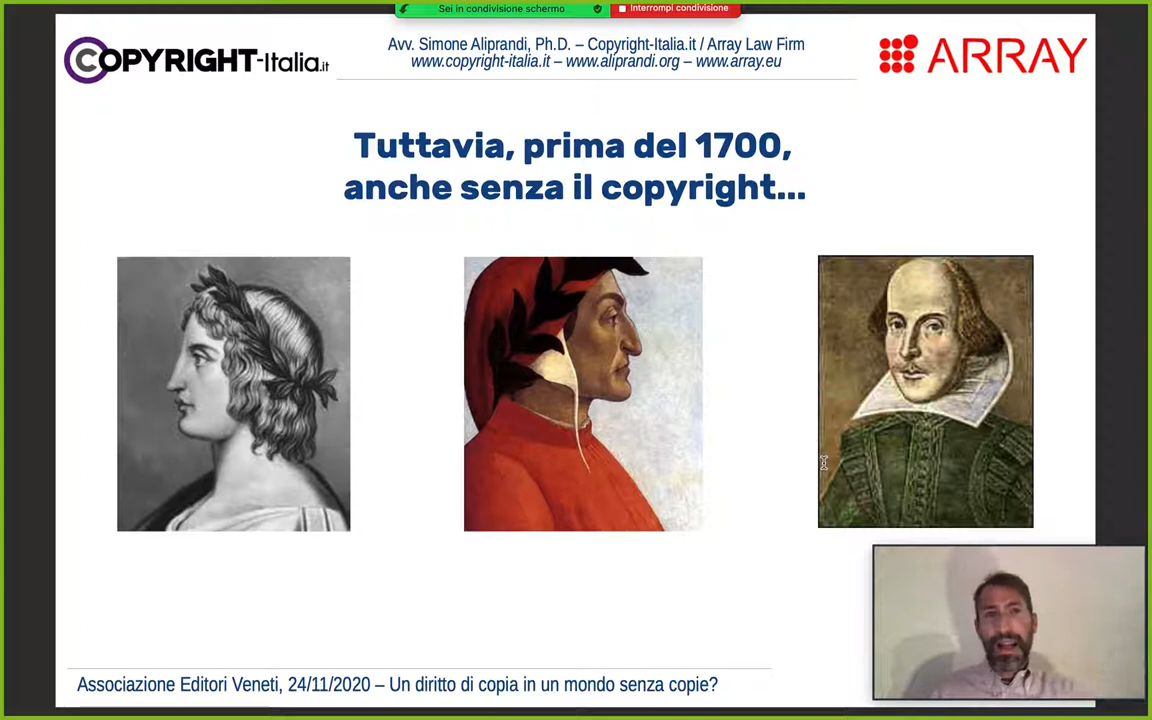 Sei in condivisione schermo
Interrompi condivisione
COPYRIGHT-Italia.it
Avv. Simone Aliprandi, Ph.D. – Copyright-Italia.it / Array Law Firm
www.copyright-italia.it – www.aliprandi.org – www.array.eu
ARRAY
Tuttavia, prima del 1700,
anche senza il copyright...
Associazione Editori Veneti, 24/11/2020 – Un diritto di copia in un mondo senza copie?